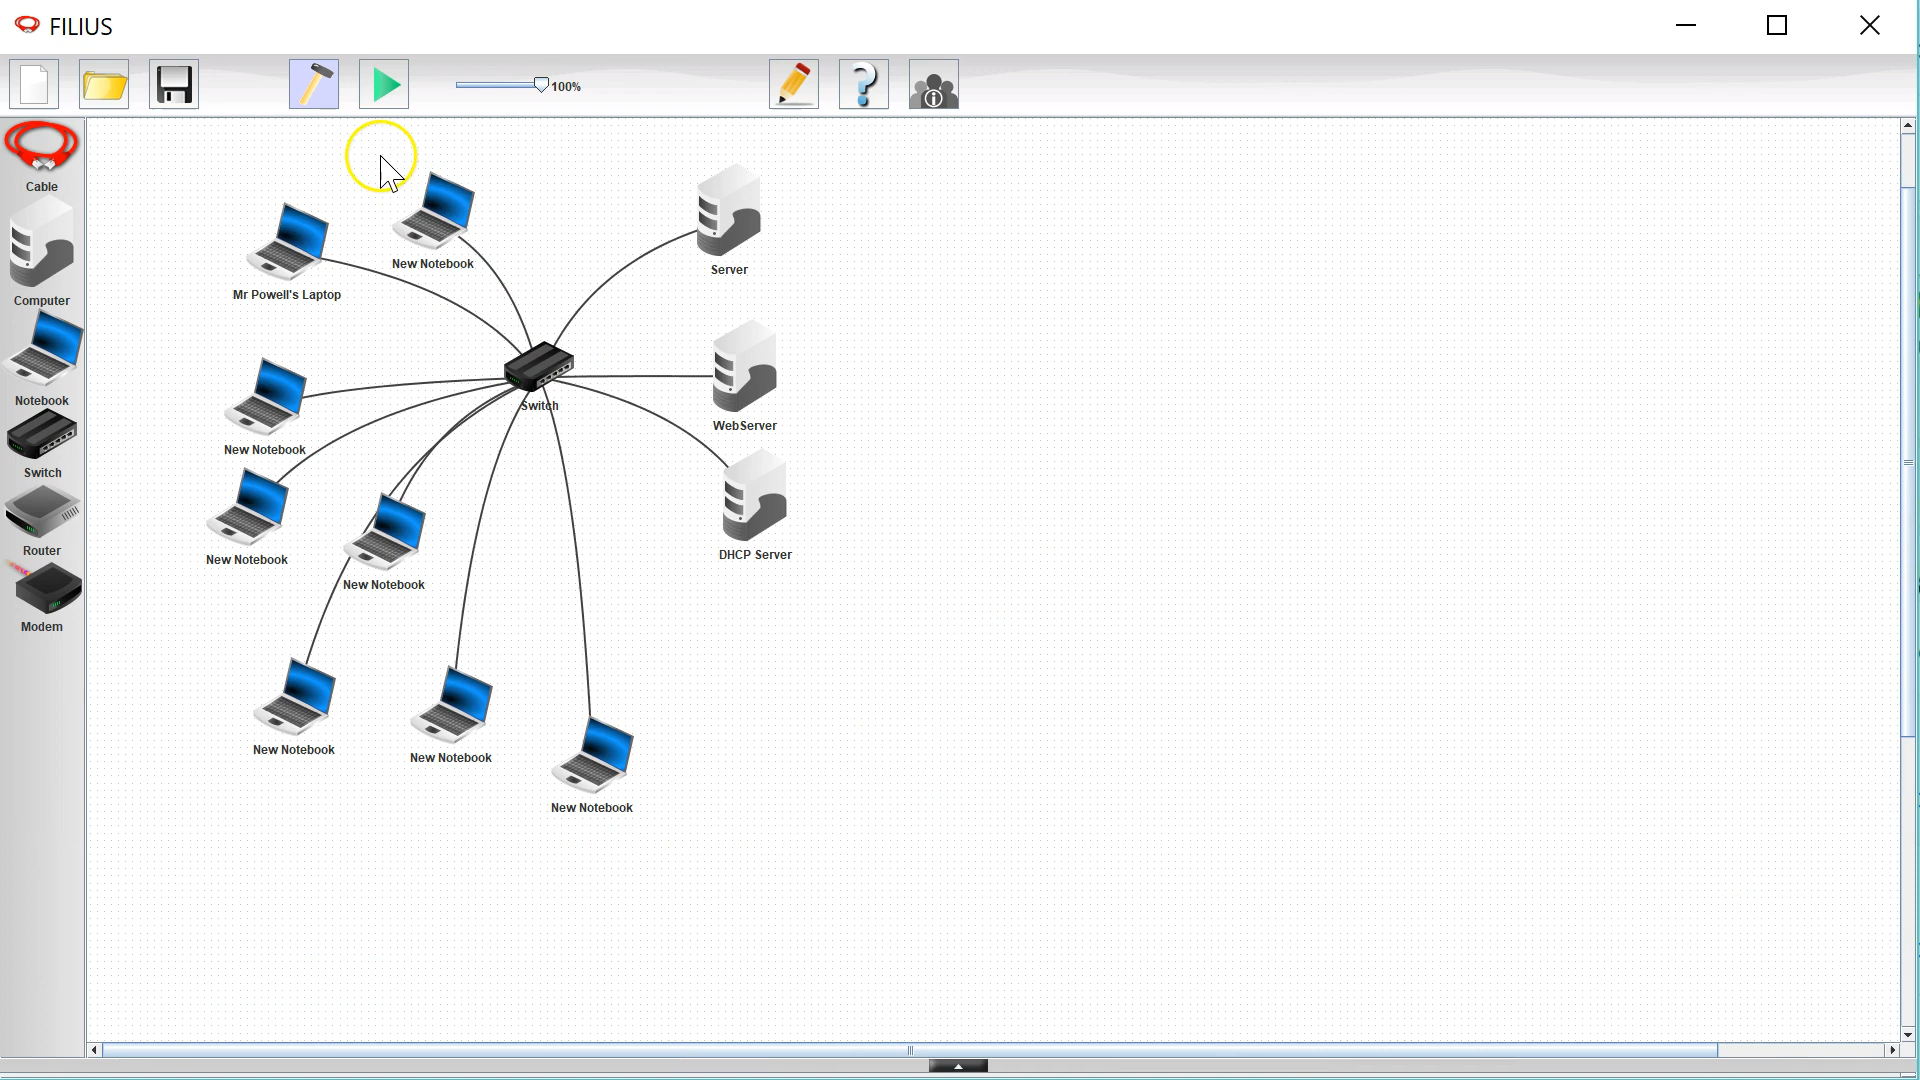 FILIUS
100%
Cable
Computer
Notebook
Switch
Router
Modem
New Notebook
Mr Powell's Laptop
Server
Switch
WebServer
New Notebook
New Notebook
New Notebook
DHCP Server
New Notebook
New Notebook
New Notebook